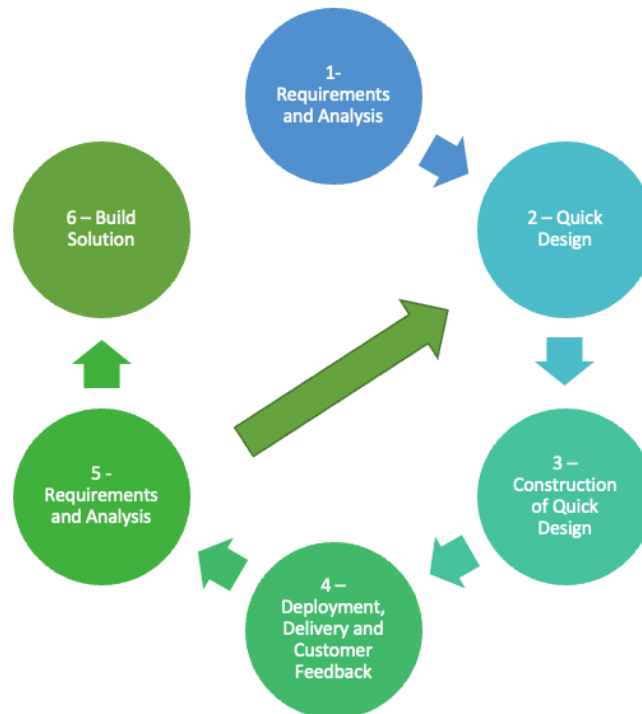 1-
Requirements
and Analysis
2 – Quick
Design
3 –
Construction
of Quick
Design
4 –
Deployment,
Delivery and
Customer
Feedback
5 -
Requirements
and Analysis
6 – Build
Solution